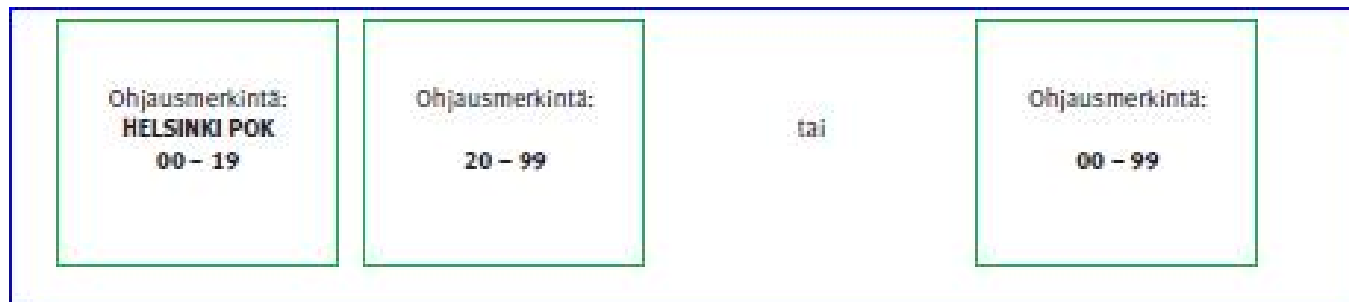 Ohjausmerkintä:
HELSINKI POK
00 – 19
Ohjausmerkintä:
20 – 99
tai
Ohjausmerkintä:
00 – 99